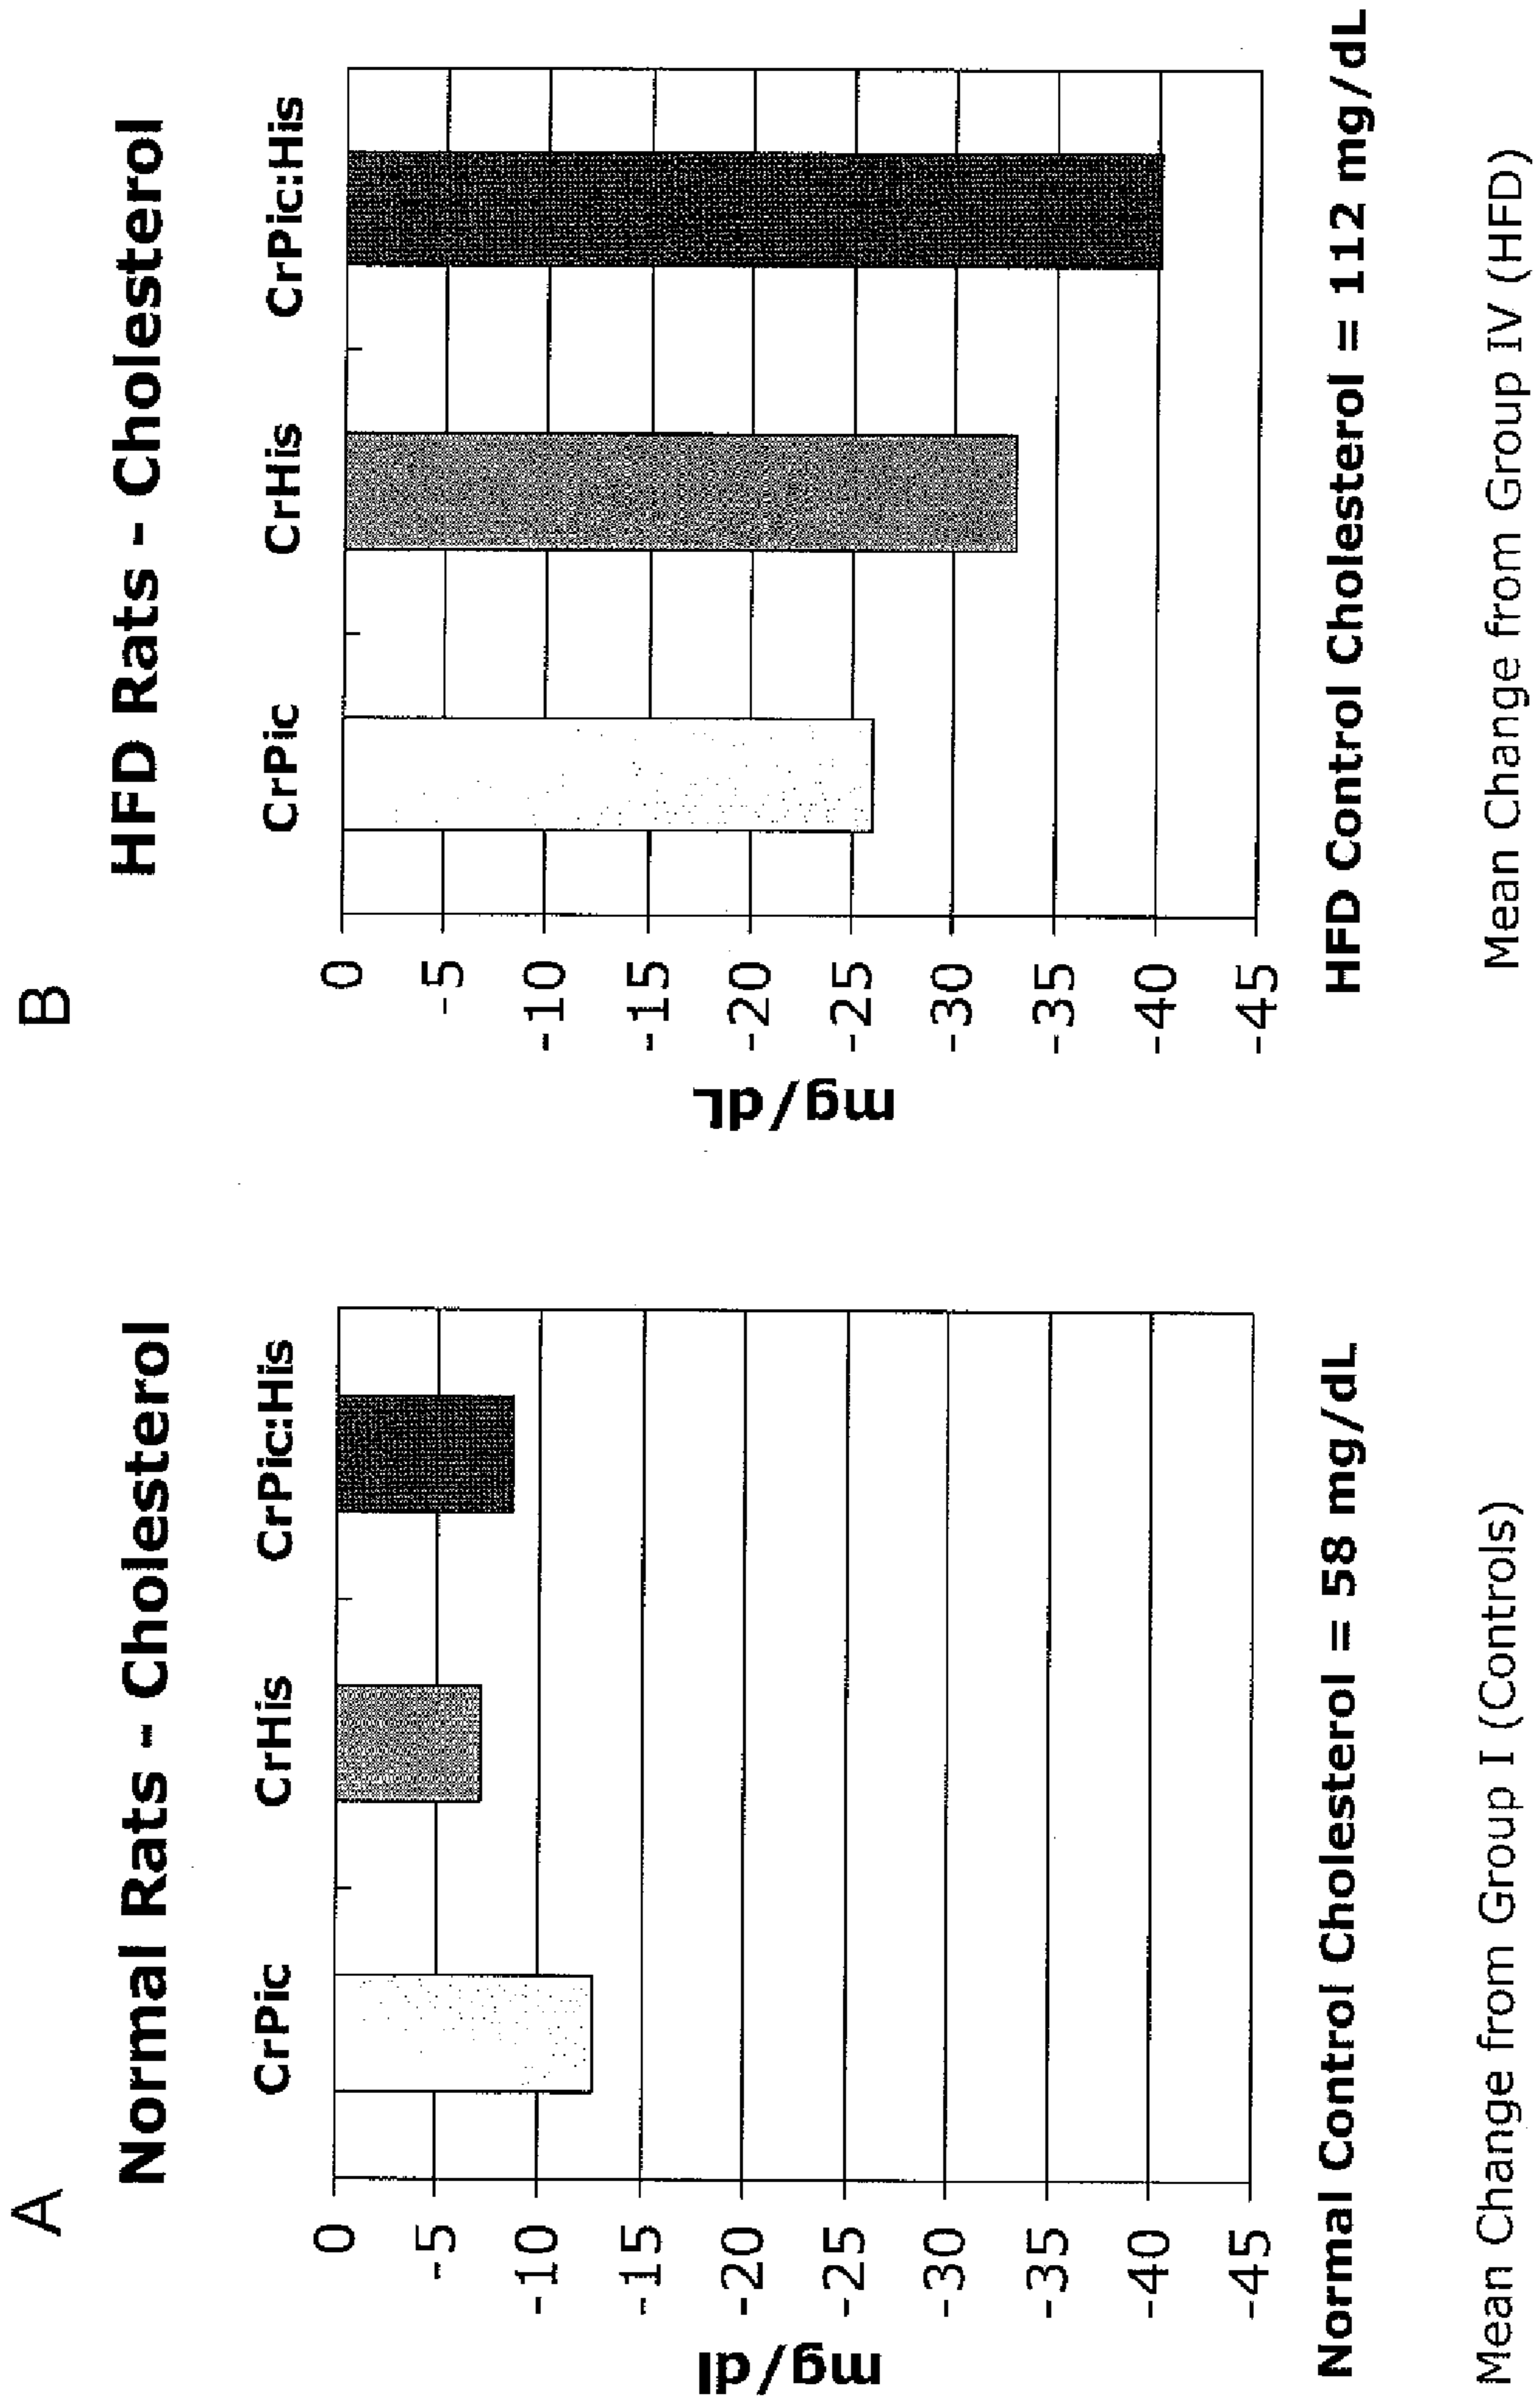 A
Normal Rats - Cholesterol
CrPic CrHis CrPic:His
0
-5
-10
-15
-20
-25
-30
-35
-40
-45
mg/dl
Normal Control Cholesterol = 58 mg/dL
Mean Change from Group I (Controls)
B
HFD Rats - Cholesterol
CrPic CrHis CrPic:His
0
-5
-10
-15
-20
-25
-30
-35
-40
-45
mg/dL
HFD Control Cholesterol = 112 mg/dL
Mean Change from Group IV (HFD)